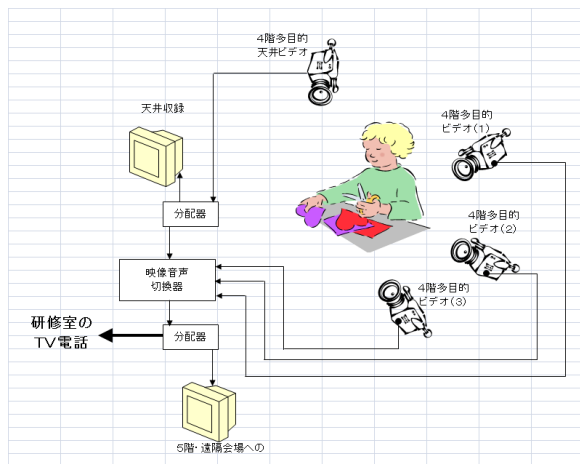 4階多目的
天井ビデオ
天井収録
4階多目的
ビデオ(1)
分配器
4階多目的
ビデオ(2)
映像音声
切換器
4階多目的
ビデオ(3)
研修室の
TV電話
分配器
5階・遠隔会場への